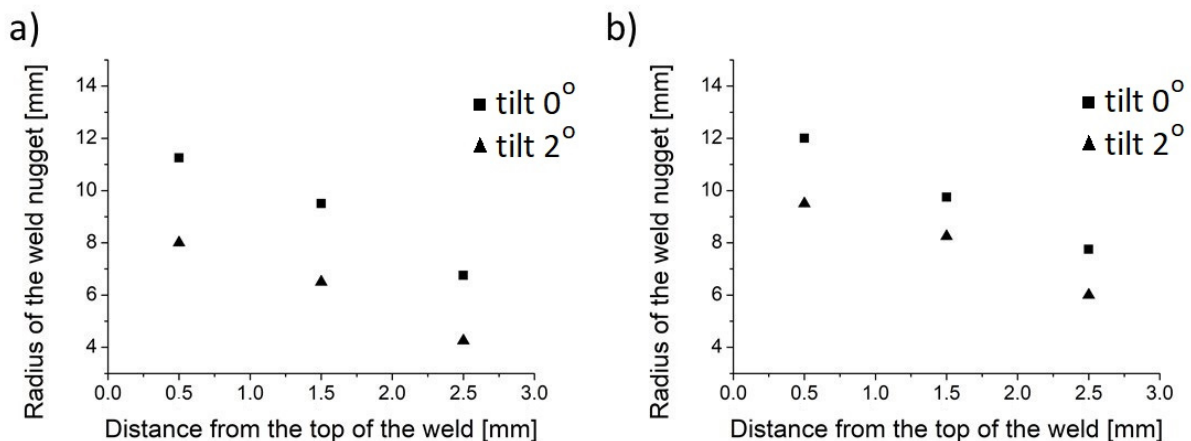 a)
Radius of the weld nugget [mm]
14
12
10
8
6
4
tilt 0°
tilt 2°
0.0 0.5 1.0 1.5 2.0 2.5 3.0
Distance from the top of the weld [mm]
b)
Radius of the weld nugget [mm]
14
12
10
8
6
4
tilt 0°
tilt 2°
0.0 0.5 1.0 1.5 2.0 2.5 3.0
Distance from the top of the weld [mm]